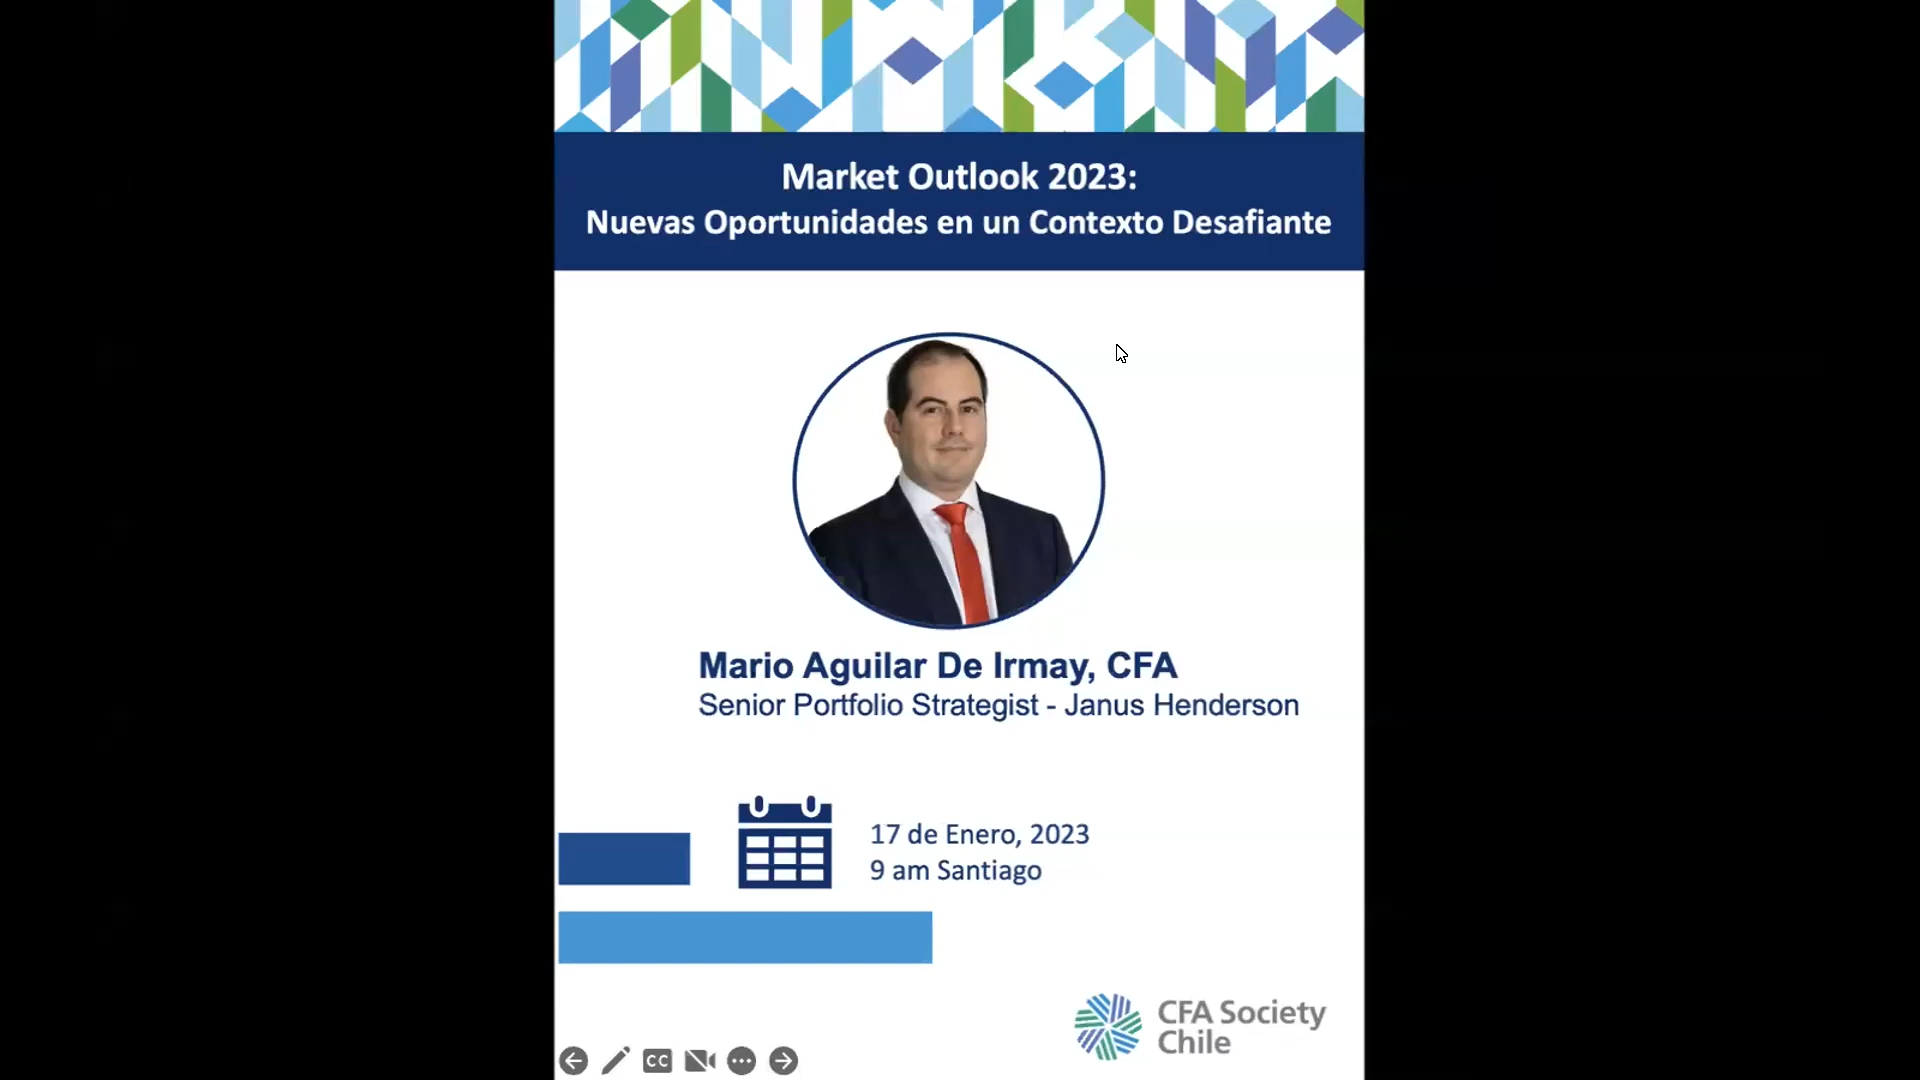 Market Outlook 2023:
Nuevas Oportunidades en un Contexto Desafiante
Mario Aguilar De Irmay, CFA
Senior Portfolio Strategist - Janus Henderson
17 de Enero, 2023
9 am Santiago
CFA Society
Chile
CC